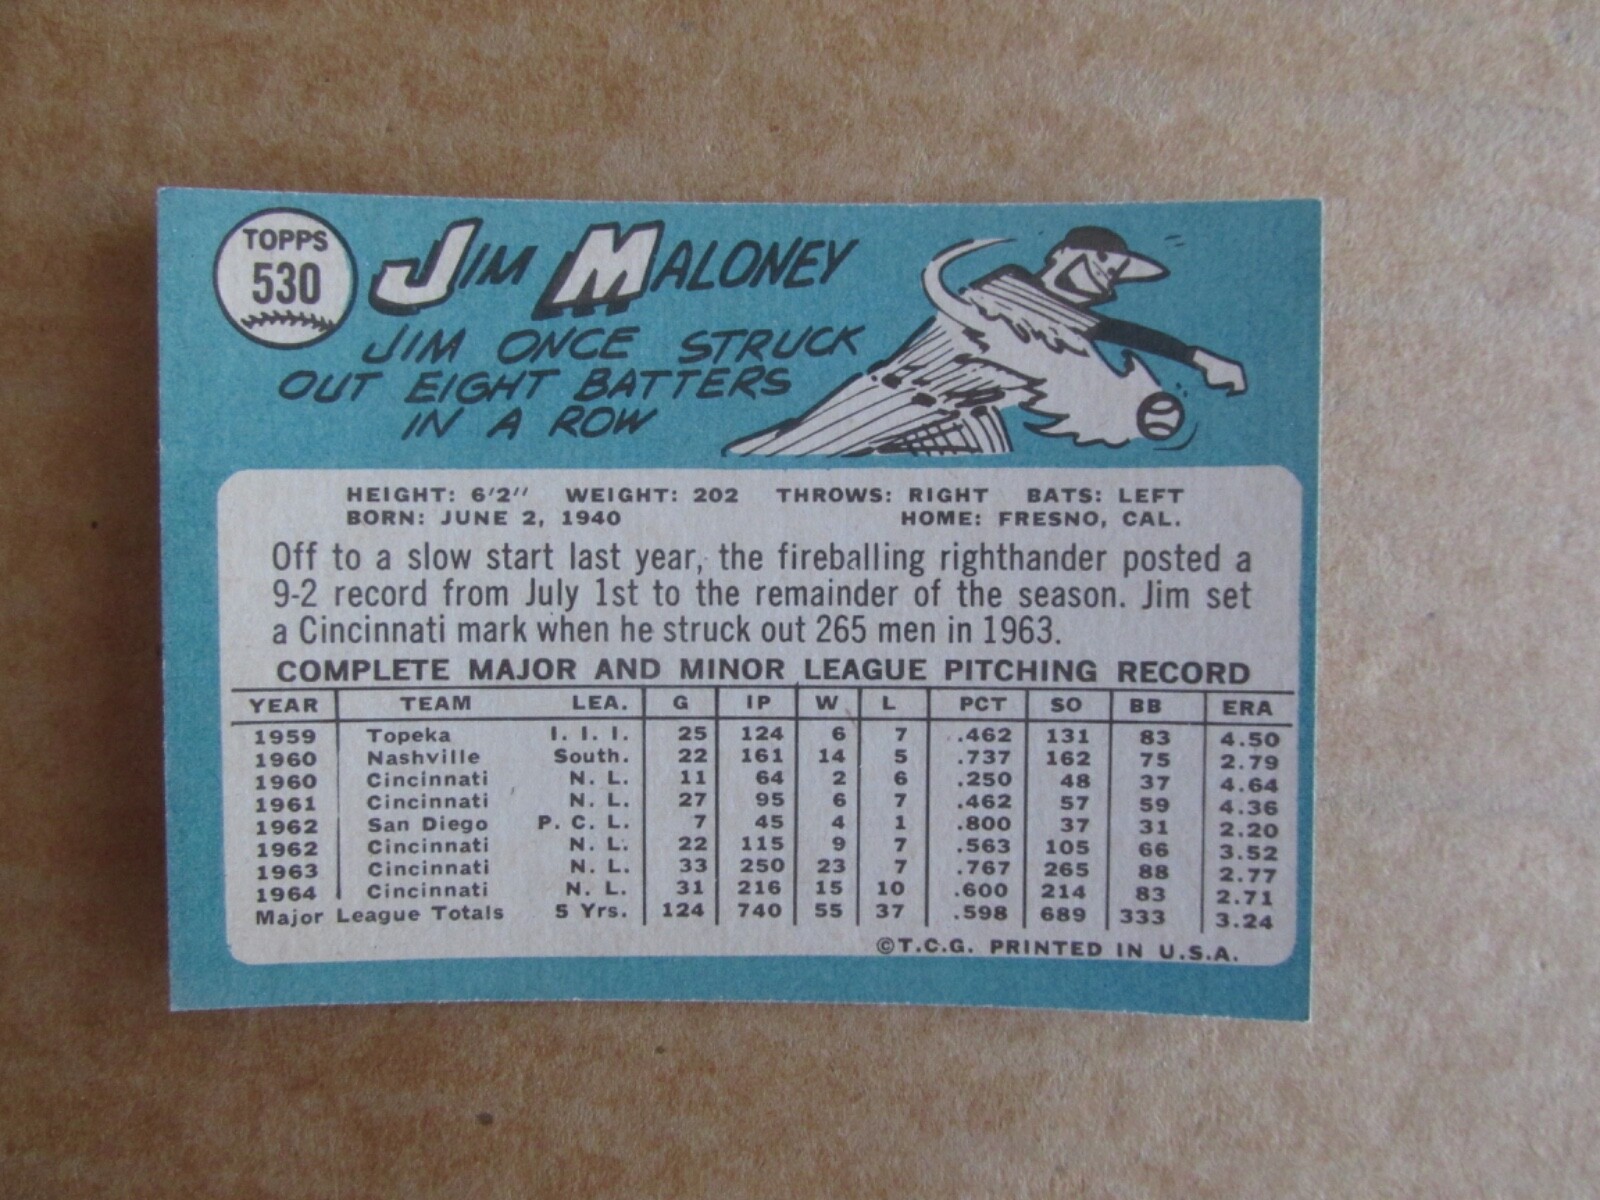 TOPPS
530
JIM MALONEY
JIM ONCE STRUCK
OUT EIGHT BATTERS
IN A ROW
HEIGHT: 6'2" WEIGHT: 202 THROWS: RIGHT BATS: LEFT
BORN: JUNE 2, 1940 HOME: FRESNO, CAL.
Off to a slow start last year, the fireballing righthander posted a
9-2 record from July 1st to the remainder of the season. Jim set
a Cincinnati mark when he struck out 265 men in 1963.
COMPLETE MAJOR AND MINOR LEAGUE PITCHING RECORD
YEAR TEAM LEA. G IP W L PCT SO BB ERA
1959 Topeka I. I. I. 25 124 6 7 .462 131 83 4.50
1960 Nashville South. 22 161 14 5 .737 162 75 2.79
1960 Cincinnati N. L. 11 64 2 6 .250 48 37 4.64
1961 Cincinnati N. L. 27 95 6 7 .462 57 59 4.36
1962 San Diego P. C. L. 7 45 4 1 .800 37 31 2.20
1962 Cincinnati N. L. 22 115 9 7 .563 105 66 3.52
1963 Cincinnati N. L. 33 250 23 7 .767 265 88 2.77
1964 Cincinnati N. L. 31 216 15 10 .600 214 83 2.71
Major League Totals 5 Yrs. 124 740 55 37 .598 689 333 3.24
©T.C.G. PRINTED IN U.S.A.